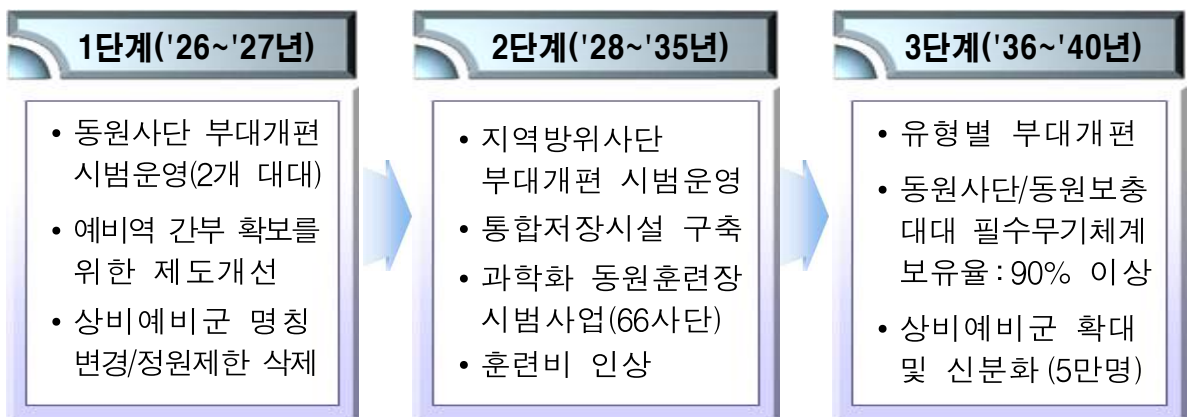 1단계('26~'27년)
• 동원사단 부대개편
시범운영(2개 대대)
• 예비역 간부 확보를
위한 제도개선
• 상비예비군 명칭
변경/정원제한 삭제
2단계('28~'35년)
• 지역방위사단
부대개편 시범운영
• 통합저장시설 구축
• 과학화 동원훈련장
시범사업(66사단)
• 훈련비 인상
3단계('36~'40년)
• 유형별 부대개편
• 동원사단/동원보충
대대 필수무기체계
보유율:90% 이상
• 상비예비군 확대
및 신분화(5만명)